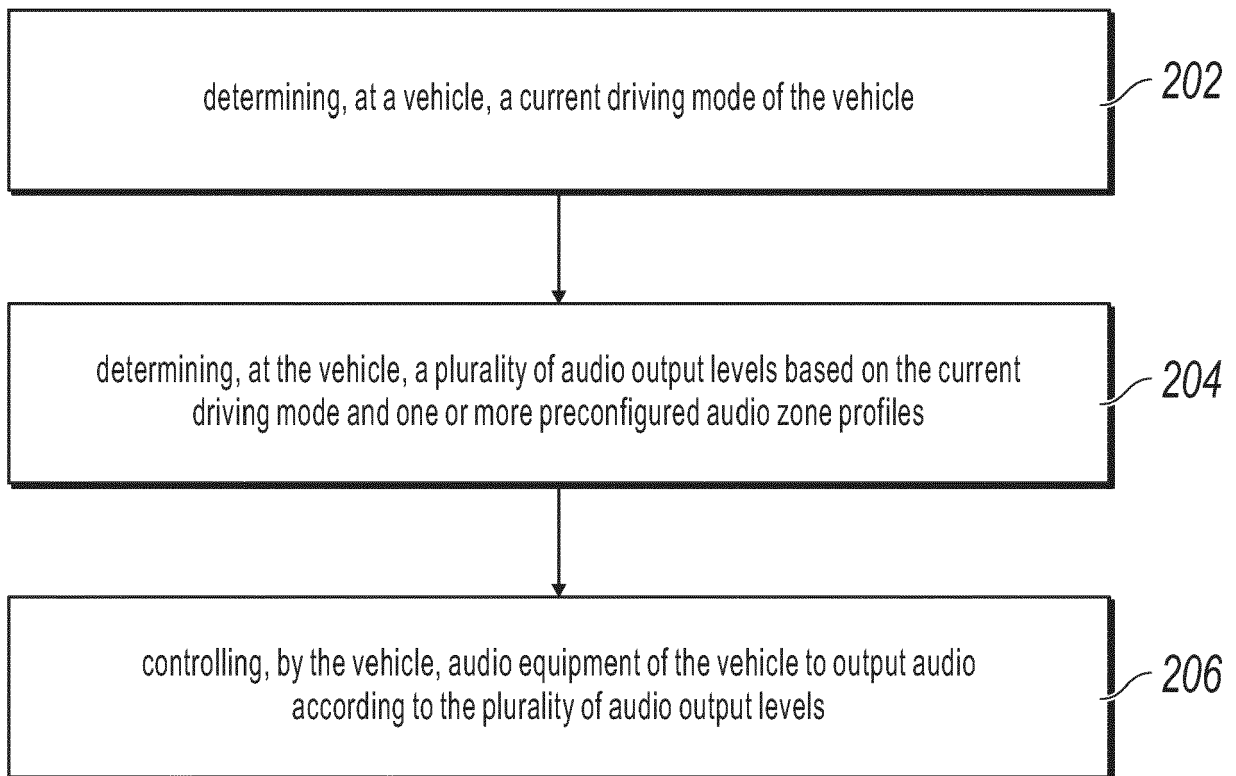 determining, at a vehicle, a current driving mode of the vehicle
202
determining, at the vehicle, a plurality of audio output levels based on the current
driving mode and one or more preconfigured audio zone profiles
204
controlling, by the vehicle, audio equipment of the vehicle to output audio
according to the plurality of audio output levels
206